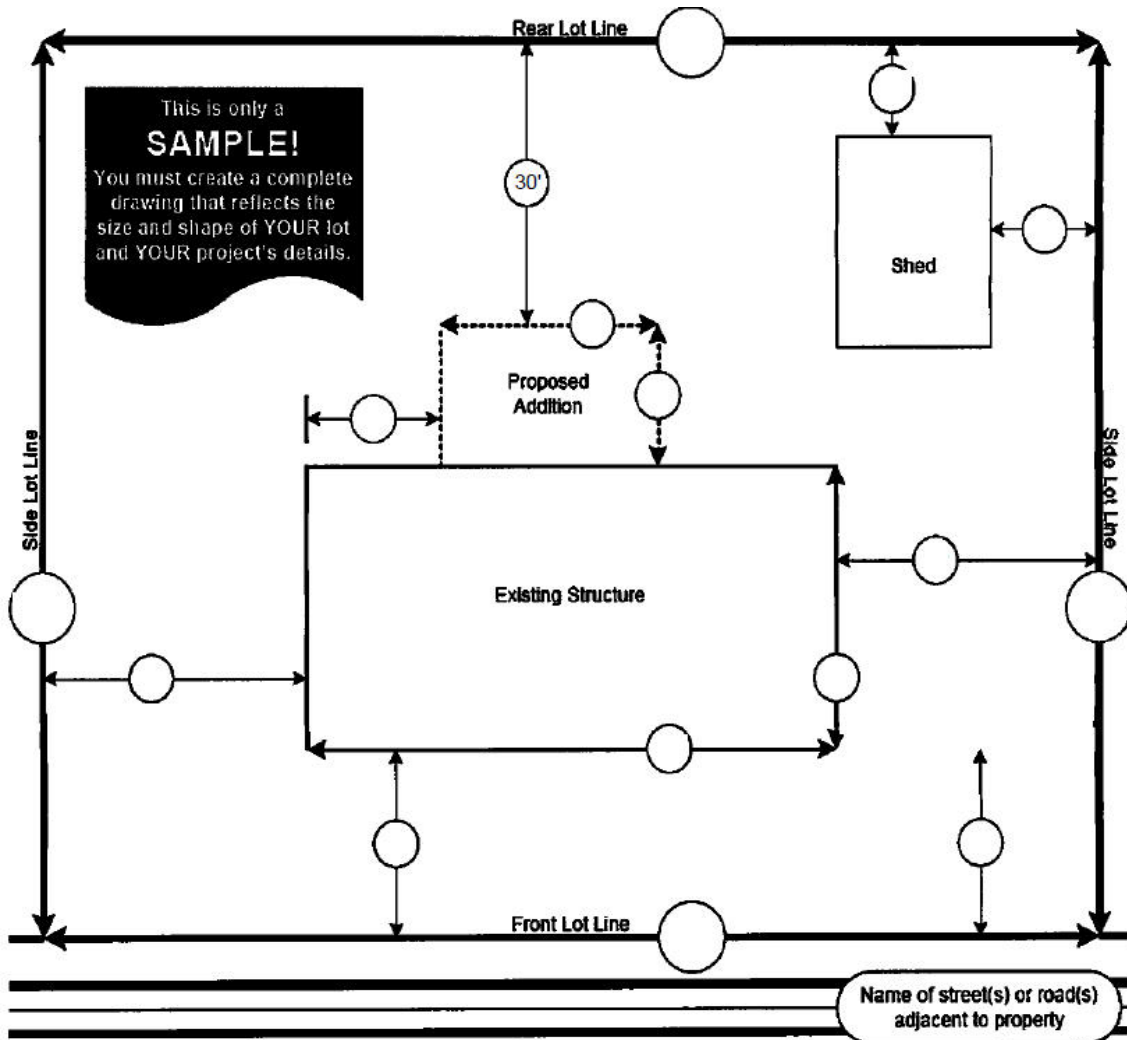 Rear Lot Line
This is only a
SAMPLE!
You must create a complete
drawing that reflects the
size and shape of YOUR lot
and YOUR project's details.
30'
Shed
Proposed
Addition
Side Lot Line
Side Lot Line
Existing Structure
Front Lot Line
Name of street(s) or road(s)
adjacent to property